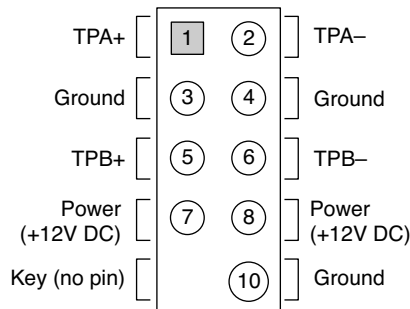 TPA+ 1 2 TPA–
Ground 3 4 Ground
TPB+ 5 6 TPB–
Power 7 8 Power
(+12V DC) (+12V DC)
Key (no pin) 10 Ground